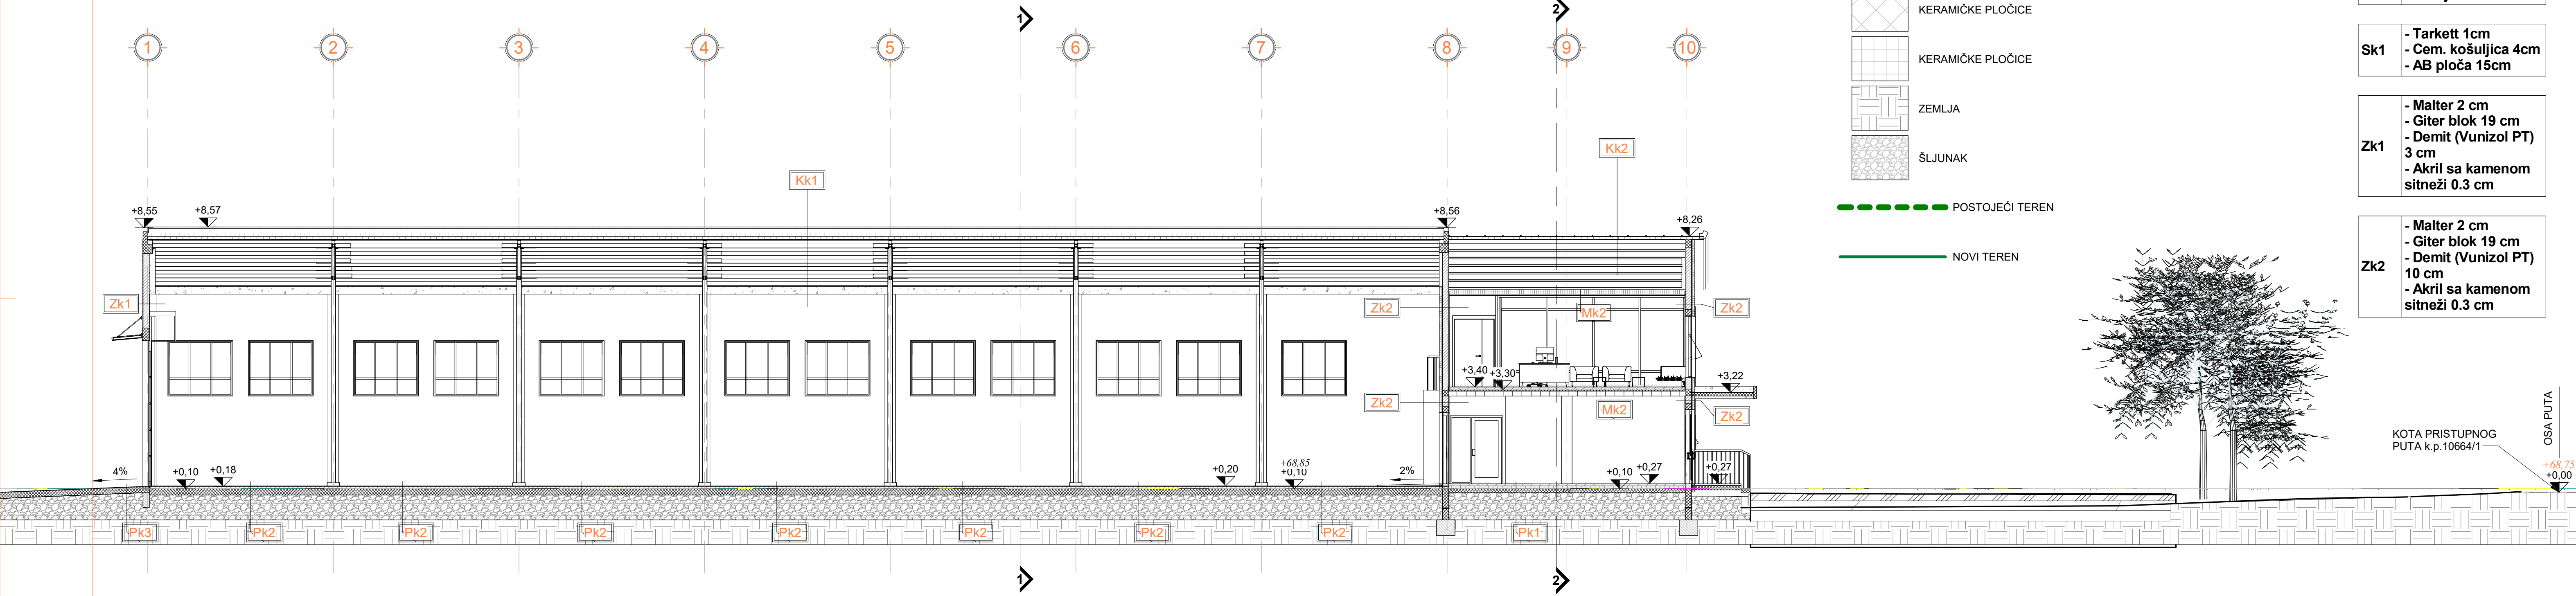 1
2
1
2
3
4
5
6
7
8
9
10
KERAMIČKE PLOČICE
KERAMIČKE PLOČICE
ZEMLJA
ŠLJUNAK
POSTOJEĆI TEREN
NOVI TEREN
Sk1
- Tarkett 1cm
- Cem. košuljica 4cm
- AB ploča 15cm
Zk1
- Malter 2 cm
- Giter blok 19 cm
- Demit (Vunizol PT)
3 cm
- Akril sa kamenom
sitneži 0.3 cm
Zk2
- Malter 2 cm
- Giter blok 19 cm
- Demit (Vunizol PT)
10 cm
- Akril sa kamenom
sitneži 0.3 cm
Kk1
Kk2
+8,55
+8,57
+8,56
+8,26
Zk1
Zk2
Mk2
Zk2
+3,40
+3,30
+3,22
Zk2
Mk2
Zk2
4%
+0,10
+0,18
+0,20
+68,85
+0,10
2%
+0,10
+0,27
+0,27
KOTA PRISTUPNOG
PUTA k.p.10664/1
OSA PUTA
+68,75
+0,00
Pk3
Pk2
Pk2
Pk2
Pk2
Pk2
Pk2
Pk2
Pk1
1
2